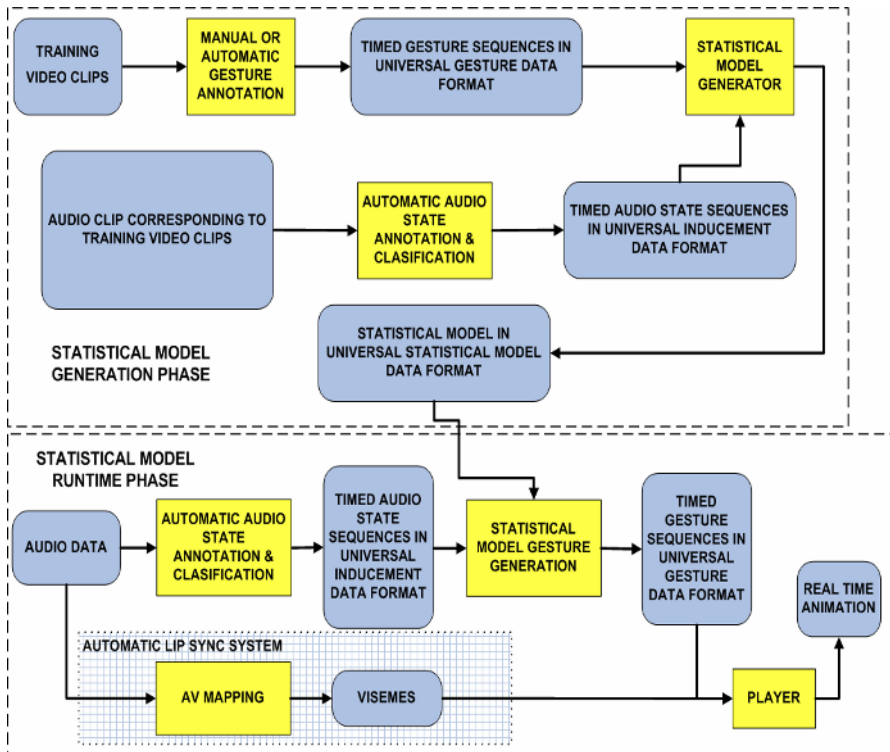 TRAINING
VIDEO CLIPS
MANUAL OR
AUTOMATIC
GESTURE
ANNOTATION
TIMED GESTURE SEQUENCES IN
UNIVERSAL GESTURE DATA
FORMAT
STATISTICAL
MODEL
GENERATOR
AUDIO CLIP CORRESPONDING TO
TRAINING VIDEO CLIPS
AUTOMATIC AUDIO
STATE
ANNOTATION &
CLASIFICATION
TIMED AUDIO STATE SEQUENCES
IN UNIVERSAL INDUCEMENT
DATA FORMAT
STATISTICAL MODEL IN
UNIVERSAL STATISTICAL MODEL
DATA FORMAT
STATISTICAL MODEL
GENERATION PHASE
STATISTICAL MODEL
RUNTIME PHASE
AUDIO DATA
AUTOMATIC AUDIO
STATE
ANNOTATION &
CLASIFICATION
TIMED AUDIO
STATE
SEQUENCES IN
UNIVERSAL
INDUCEMENT
DATA FORMAT
STATISTICAL
MODEL GESTURE
GENERATION
TIMED
GESTURE
SEQUENCES IN
UNIVERSAL
GESTURE
DATA FORMAT
REAL TIME
ANIMATION
AUTOMATIC LIP SYNC SYSTEM
AV MAPPING
VISEMES
PLAYER